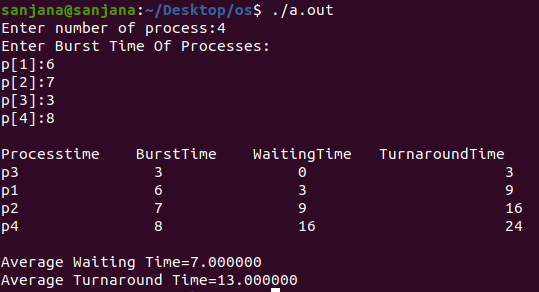 sanjana@sanjana:~/Desktop/os$ ./a.out
Enter number of process:4
Enter Burst Time Of Processes:
p[1]:6
p[2]:7
p[3]:3
p[4]:8
Processtime BurstTime WaitingTime TurnaroundTime
p3 3 0 3
p1 6 3 9
p2 7 9 16
p4 8 16 24
Average Waiting Time=7.000000
Average Turnaround Time=13.000000